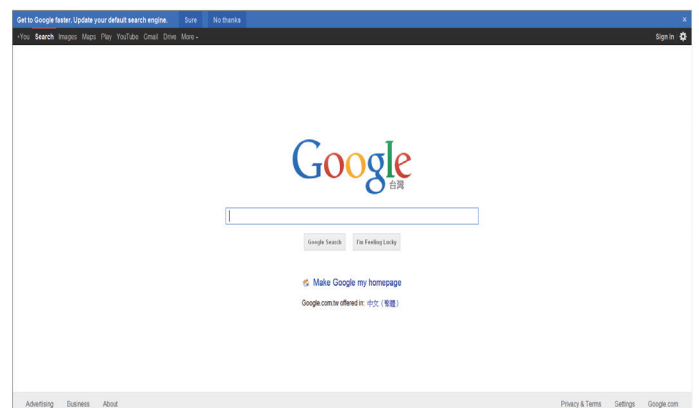 Get to Google faster. Update your default search engine. Sure No thanks ×
+You Search Images Maps Play YouTube Gmail Drive More Sign in
Google
台灣
Google Search I'm Feeling Lucky
Make Google my homepage
Google.com.tw offered in: 中文 (繁體)
Advertising Business About Privacy & Terms Settings Google.com